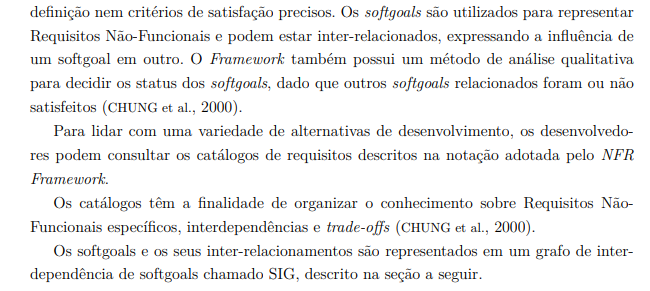 definição nem critérios de satisfação precisos. Os softgoals são utilizados para representar
Requisitos Não-Funcionais e podem estar inter-relacionados, expressando a influência de
um softgoal em outro. O Framework também possui um método de análise qualitativa
para decidir os status dos softgoals, dado que outros softgoals relacionados foram ou não
satisfeitos (CHUNG et al., 2000).
Para lidar com uma variedade de alternativas de desenvolvimento, os desenvolvedo-
res podem consultar os catálogos de requisitos descritos na notação adotada pelo NFR
Framework.
Os catálogos têm a finalidade de organizar o conhecimento sobre Requisitos Não-
Funcionais específicos, interdependências e trade-offs (CHUNG et al., 2000).
Os softgoals e os seus inter-relacionamentos são representados em um grafo de inter-
dependência de softgoals chamado SIG, descrito na seção a seguir.